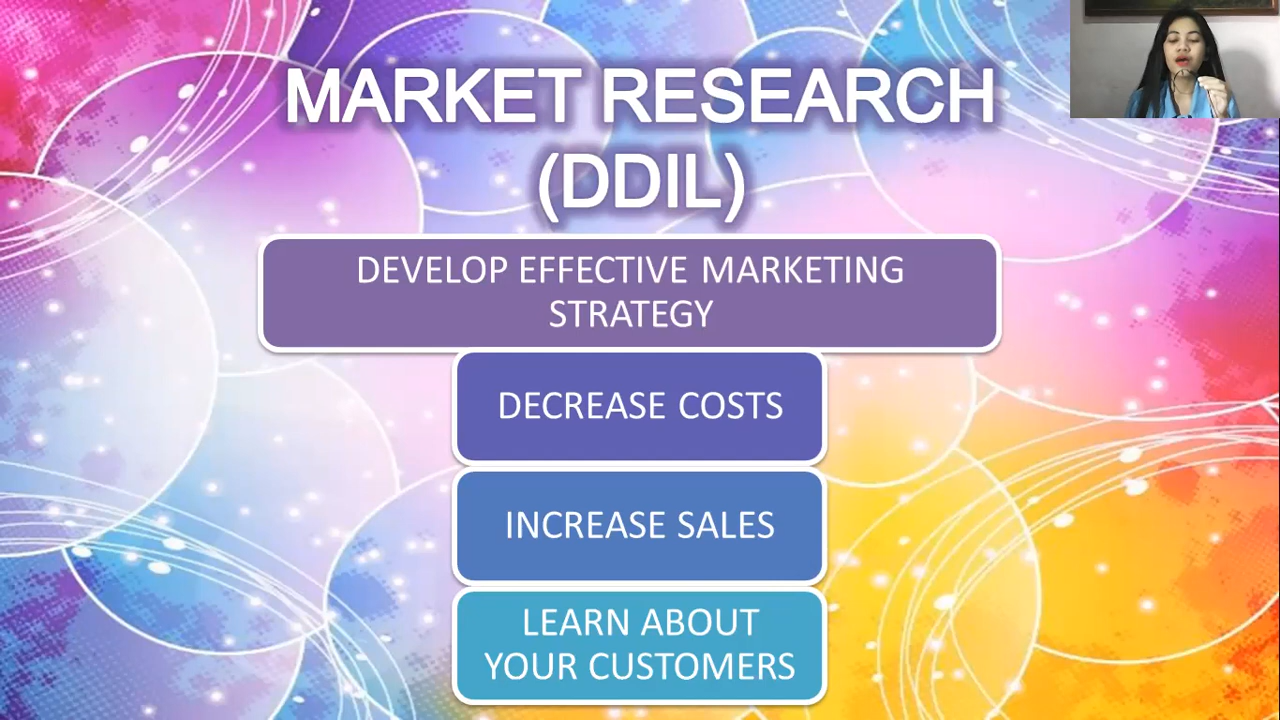 MARKET RESEARCH
(DDIL)
DEVELOP EFFECTIVE MARKETING
STRATEGY
DECREASE COSTS
INCREASE SALES
LEARN ABOUT
YOUR CUSTOMERS